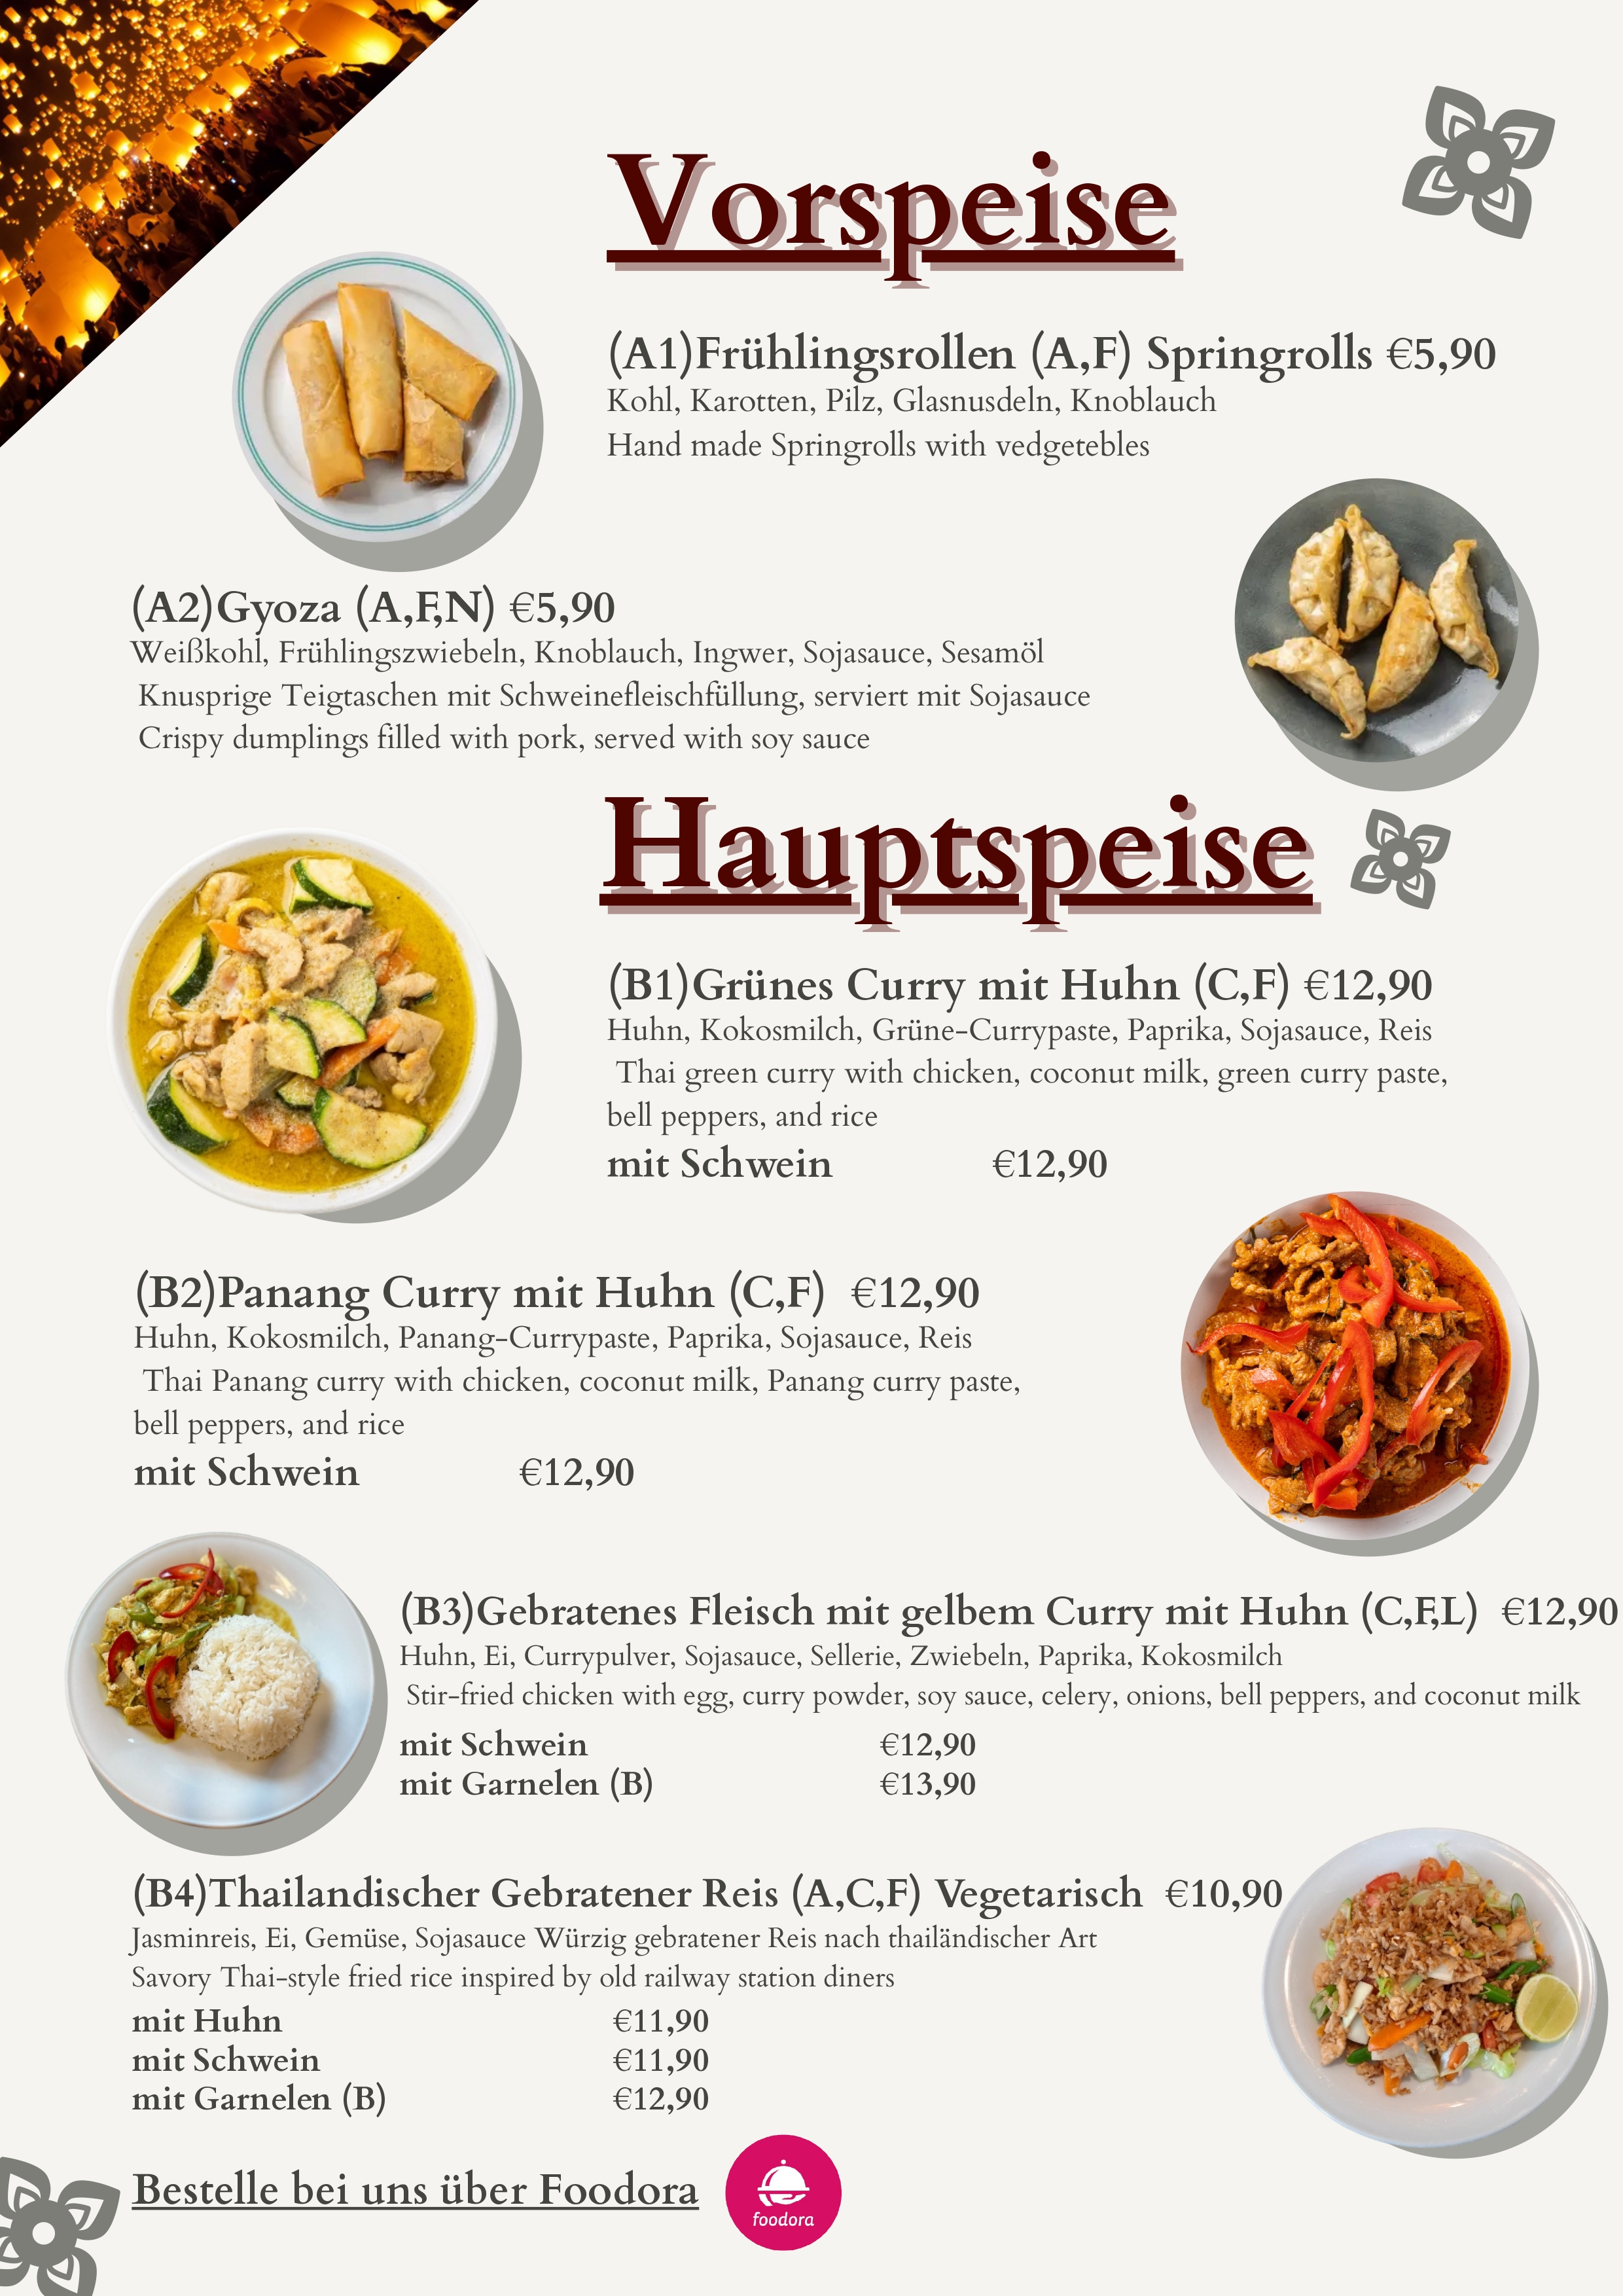 Vorspeise
(A1)Frühlingsrollen (A,F) Springrolls €5,90
Kohl, Karotten, Pilz, Glasnusdeln, Knoblauch
Hand made Springrolls with vedgetebles
(A2)Gyoza (A,F,N) €5,90
Weißkohl, Frühlingszwiebeln, Knoblauch, Ingwer, Sojasauce, Sesamöl
Knusprige Teigtaschen mit Schweinefleischfüllung, serviert mit Sojasauce
Crispy dumplings filled with pork, served with soy sauce
Hauptspeise
(B1)Grünes Curry mit Huhn (C,F) €12,90
Huhn, Kokosmilch, Grüne-Currypaste, Paprika, Sojasauce, Reis
Thai green curry with chicken, coconut milk, green curry paste,
bell peppers, and rice
mit Schwein €12,90
(B2)Panang Curry mit Huhn (C,F) €12,90
Huhn, Kokosmilch, Panang-Currypaste, Paprika, Sojasauce, Reis
Thai Panang curry with chicken, coconut milk, Panang curry paste,
bell peppers, and rice
mit Schwein €12,90
(B3)Gebratenes Fleisch mit gelbem Curry mit Huhn (C,F,L) €12,90
Huhn, Ei, Currypulver, Sojasauce, Sellerie, Zwiebeln, Paprika, Kokosmilch
Stir-fried chicken with egg, curry powder, soy sauce, celery, onions, bell peppers, and coconut milk
mit Schwein €12,90
mit Garnelen (B) €13,90
(B4)Thailandischer Gebratener Reis (A,C,F) Vegetarisch €10,90
Jasminreis, Ei, Gemüse, Sojasauce Würzig gebratener Reis nach thailändischer Art
Savory Thai-style fried rice inspired by old railway station diners
mit Huhn €11,90
mit Schwein €11,90
mit Garnelen (B) €12,90
Bestelle bei uns über Foodora
foodora